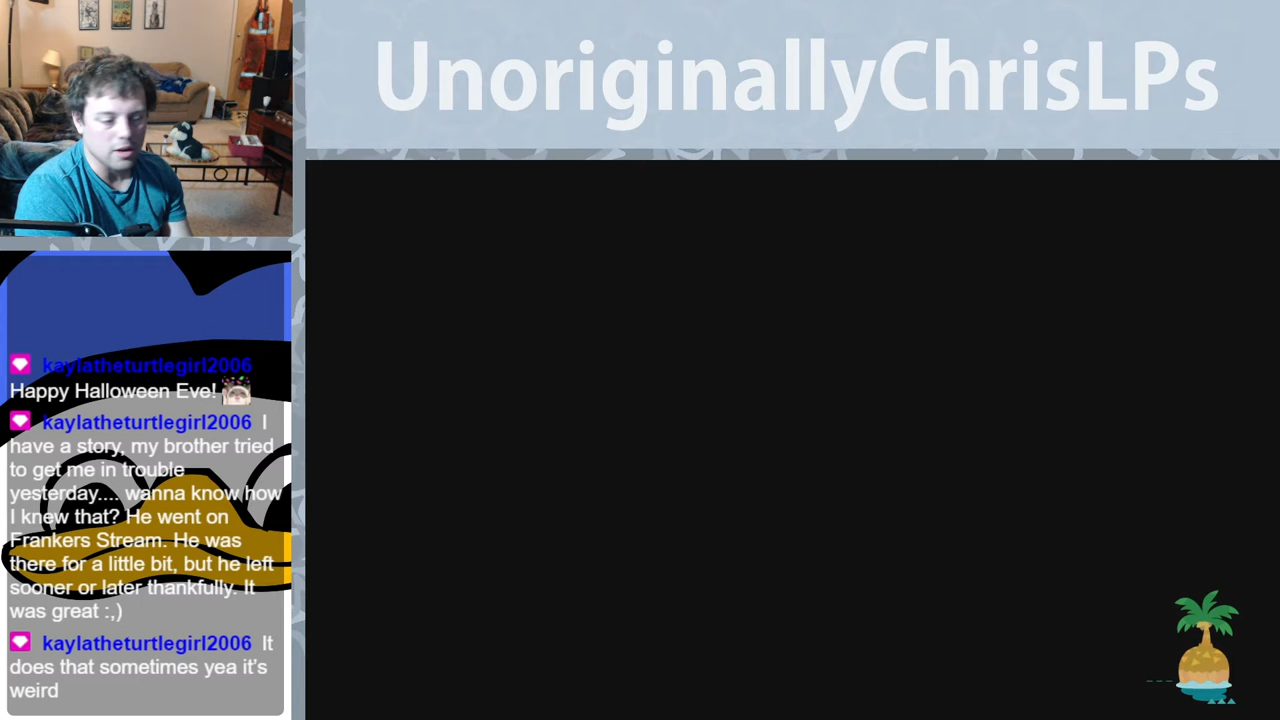 UnoriginallyChrisLPs
kaylatheturtlegirl2006
Happy Halloween Eve!
kaylatheturtlegirl2006 I
have a story, my brother tried
to get me in trouble
yesterday.... wanna know how
I knew that? He went on
Frankers Stream. He was
there for a little bit, but he left
sooner or later thankfully. It
was great :,)
kaylatheturtlegirl2006 It
does that sometimes yea it's
weird